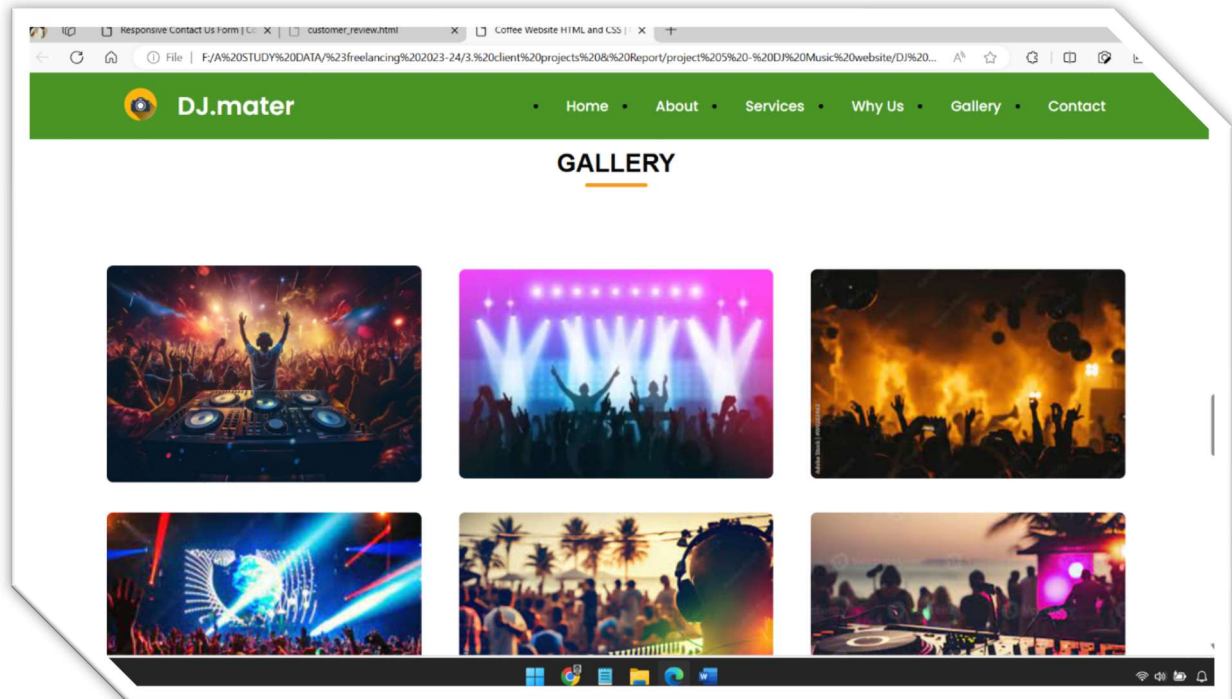 Responsive Contact Us Form | Co
customer_review.html
Coffee Website HTML and CSS |
File | F:/A%20STUDY%20DATA/%23freelancing%202023-24/3.%20client%20projects%20&%20Report/project%205%20-%20DJ%20Music%20website/DJ%20...
DJ.mater
• Home • About • Services • Why Us • Gallery • Contact
GALLERY